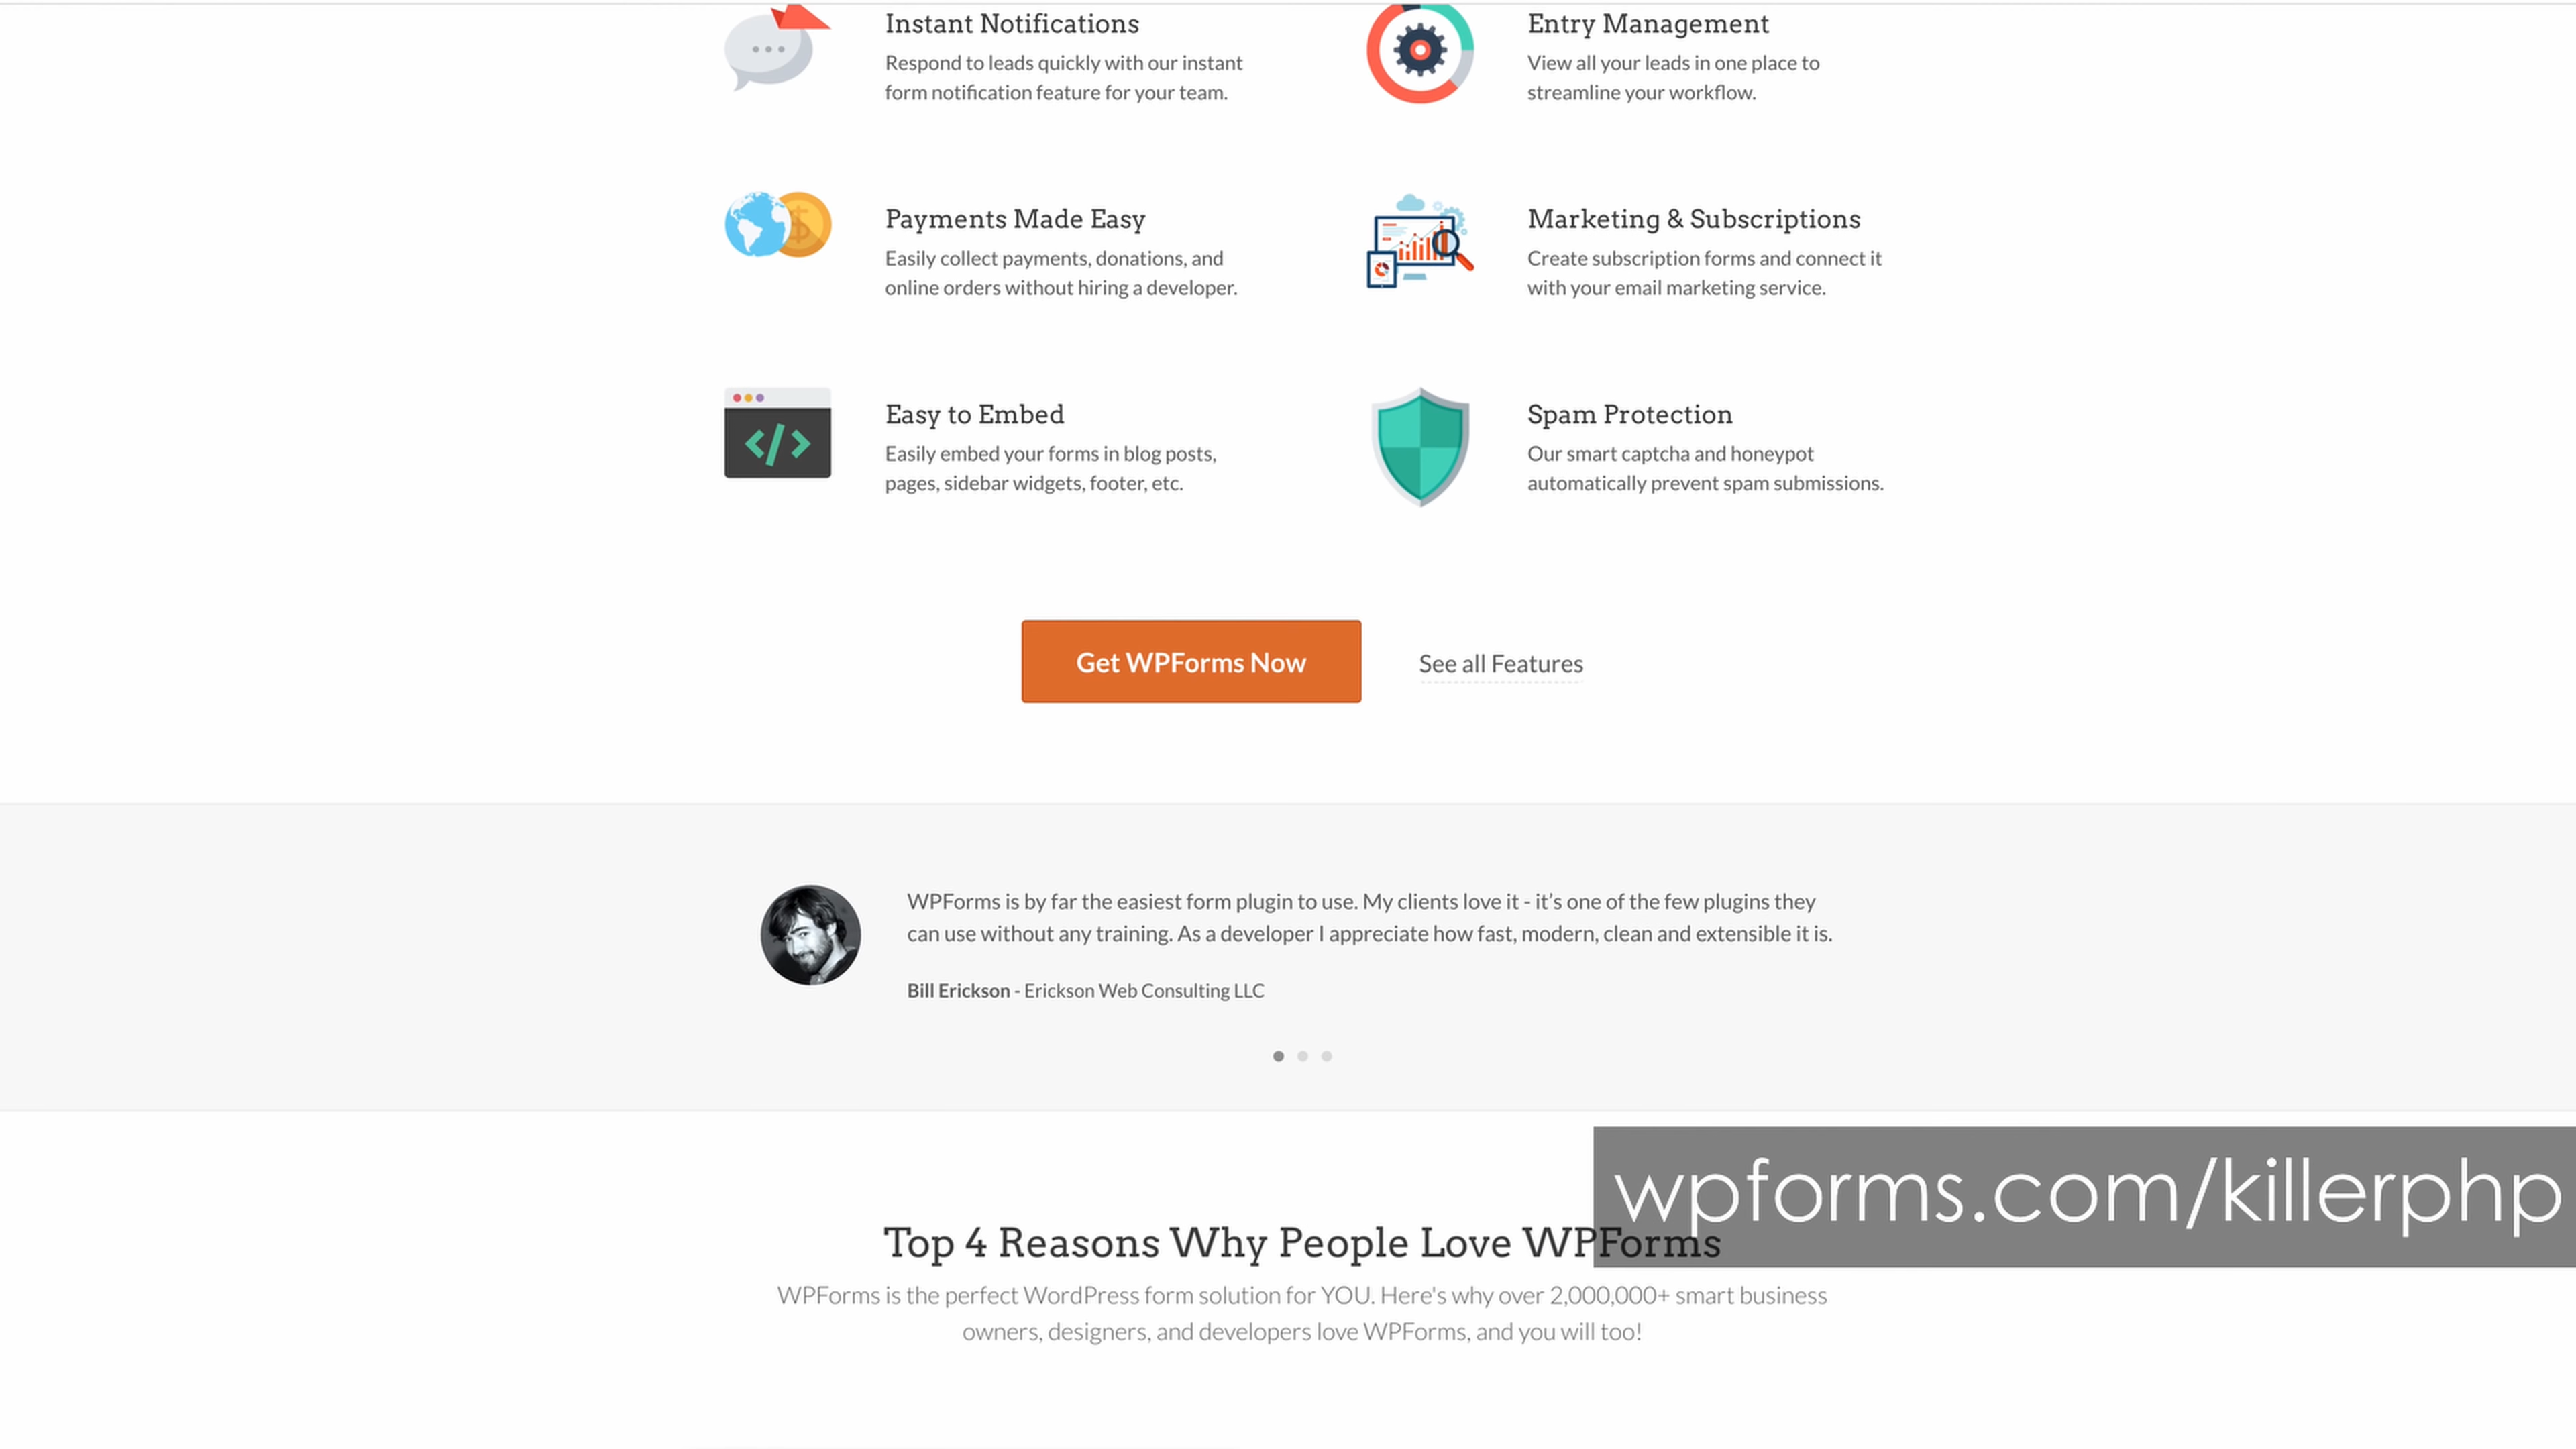 Instant Notifications
Respond to leads quickly with our instant
form notification feature for your team.
Entry Management
View all your leads in one place to
streamline your workflow.
Payments Made Easy
Easily collect payments, donations, and
online orders without hiring a developer.
Marketing & Subscriptions
Create subscription forms and connect it
with your email marketing service.
Easy to Embed
Easily embed your forms in blog posts,
pages, sidebar widgets, footer, etc.
Spam Protection
Our smart captcha and honeypot
automatically prevent spam submissions.
Get WPForms Now
See all Features
WPForms is by far the easiest form plugin to use. My clients love it - it’s one of the few plugins they
can use without any training. As a developer I appreciate how fast, modern, clean and extensible it is.
Bill Erickson - Erickson Web Consulting LLC
wpforms.com/killerphp
Top 4 Reasons Why People Love WPForms
WPForms is the perfect WordPress form solution for YOU. Here's why over 2,000,000+ smart business
owners, designers, and developers love WPForms, and you will too!